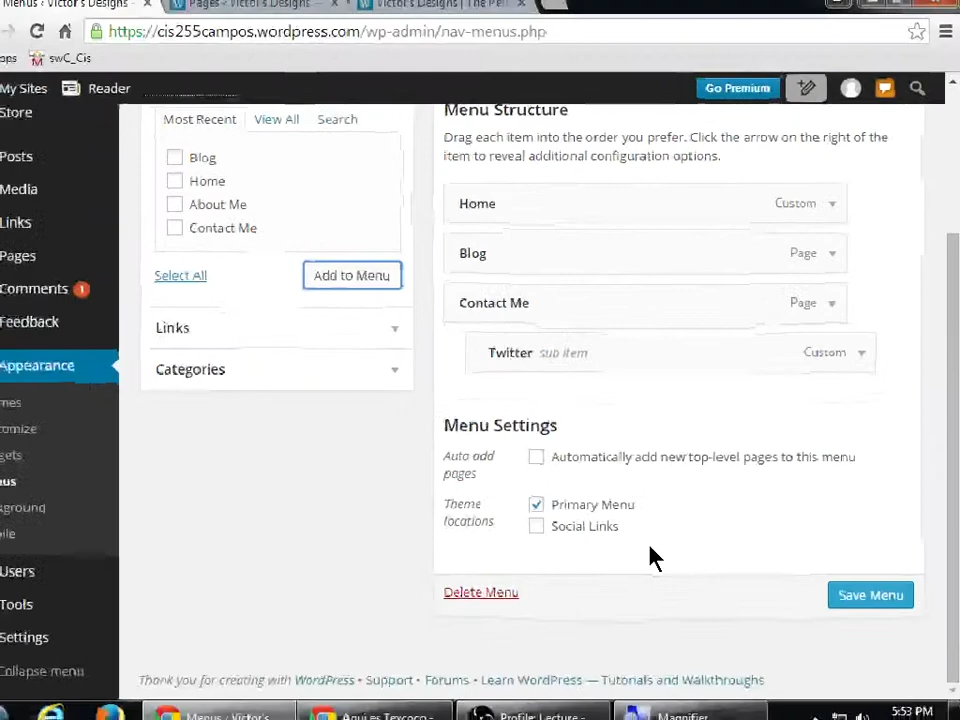 Menus ‹ Victor's Designs —
Pages ‹ Victor's Designs —
Victor's Designs | The Per
https://cis255campos.wordpress.com/wp-admin/nav-menus.php
swC_Cis
My Sites
Reader
Go Premium
Store
Posts
Media
Links
Pages
Comments 1
Feedback
Appearance
Users
Tools
Settings
Collapse menu
Most Recent
View All
Search
Blog
Home
About Me
Contact Me
Select All
Add to Menu
Links
Categories
Menu Structure
Drag each item into the order you prefer. Click the arrow on the right of the
item to reveal additional configuration options.
Home Custom
Blog Page
Contact Me Page
Twitter sub item Custom
Menu Settings
Auto add
pages
Automatically add new top-level pages to this menu
Theme
locations
Primary Menu
Social Links
Delete Menu
Save Menu
Thank you for creating with WordPress • Support • Forums • Learn WordPress — Tutorials and Walkthroughs
Menus ‹ Victor's
Aqui es Texcoco
Profile: Lecture
Magnifier
5:53 PM